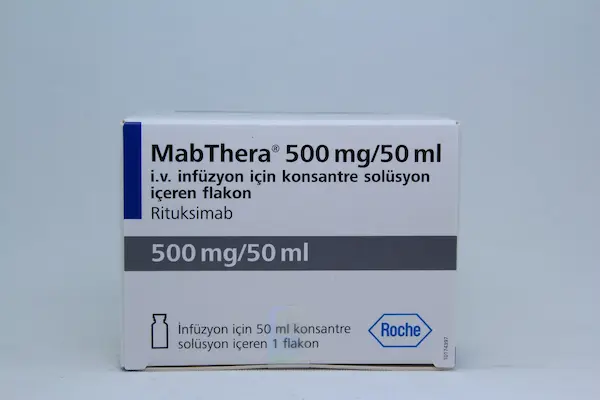 MabThera® 500 mg/50 ml
i.v. infüzyon için konsantre solüsyon
içeren flakon
Rituksimab
500 mg/50 ml
İnfüzyon için 50 ml konsantre
solüsyon içeren 1 flakon
Roche